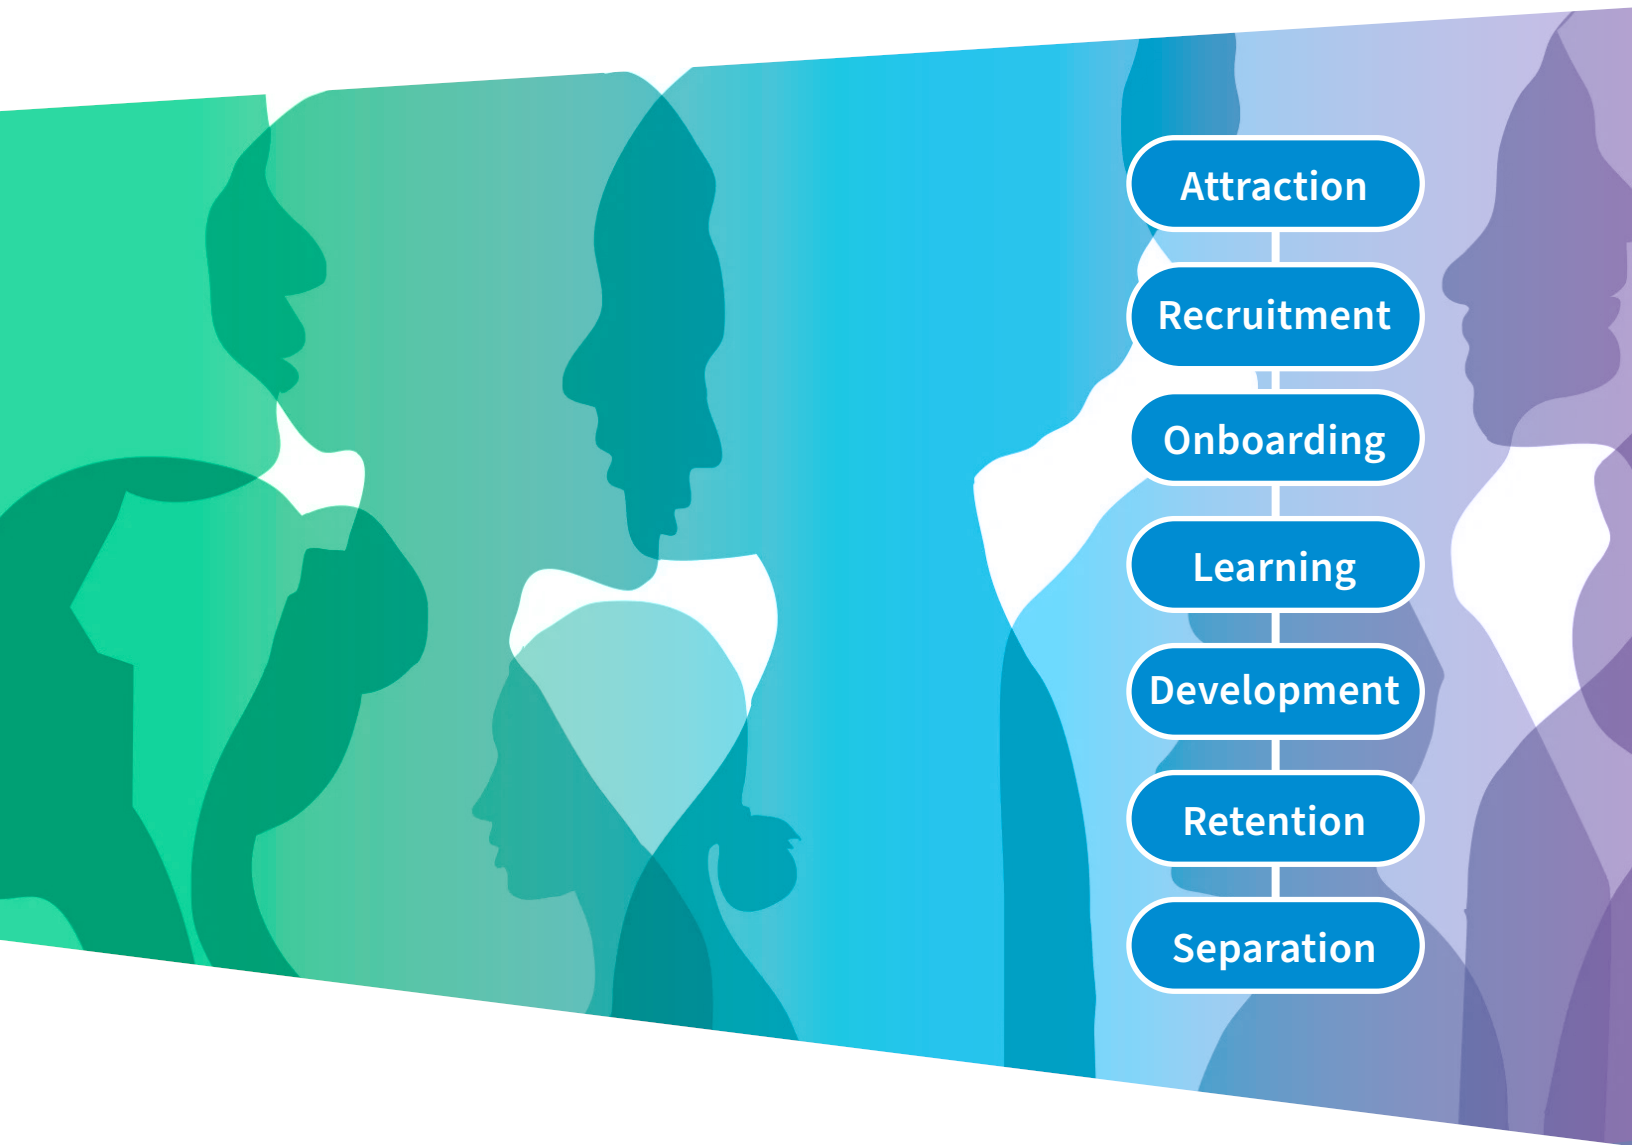 Attraction
Recruitment
Onboarding
Learning
Development
Retention
Separation